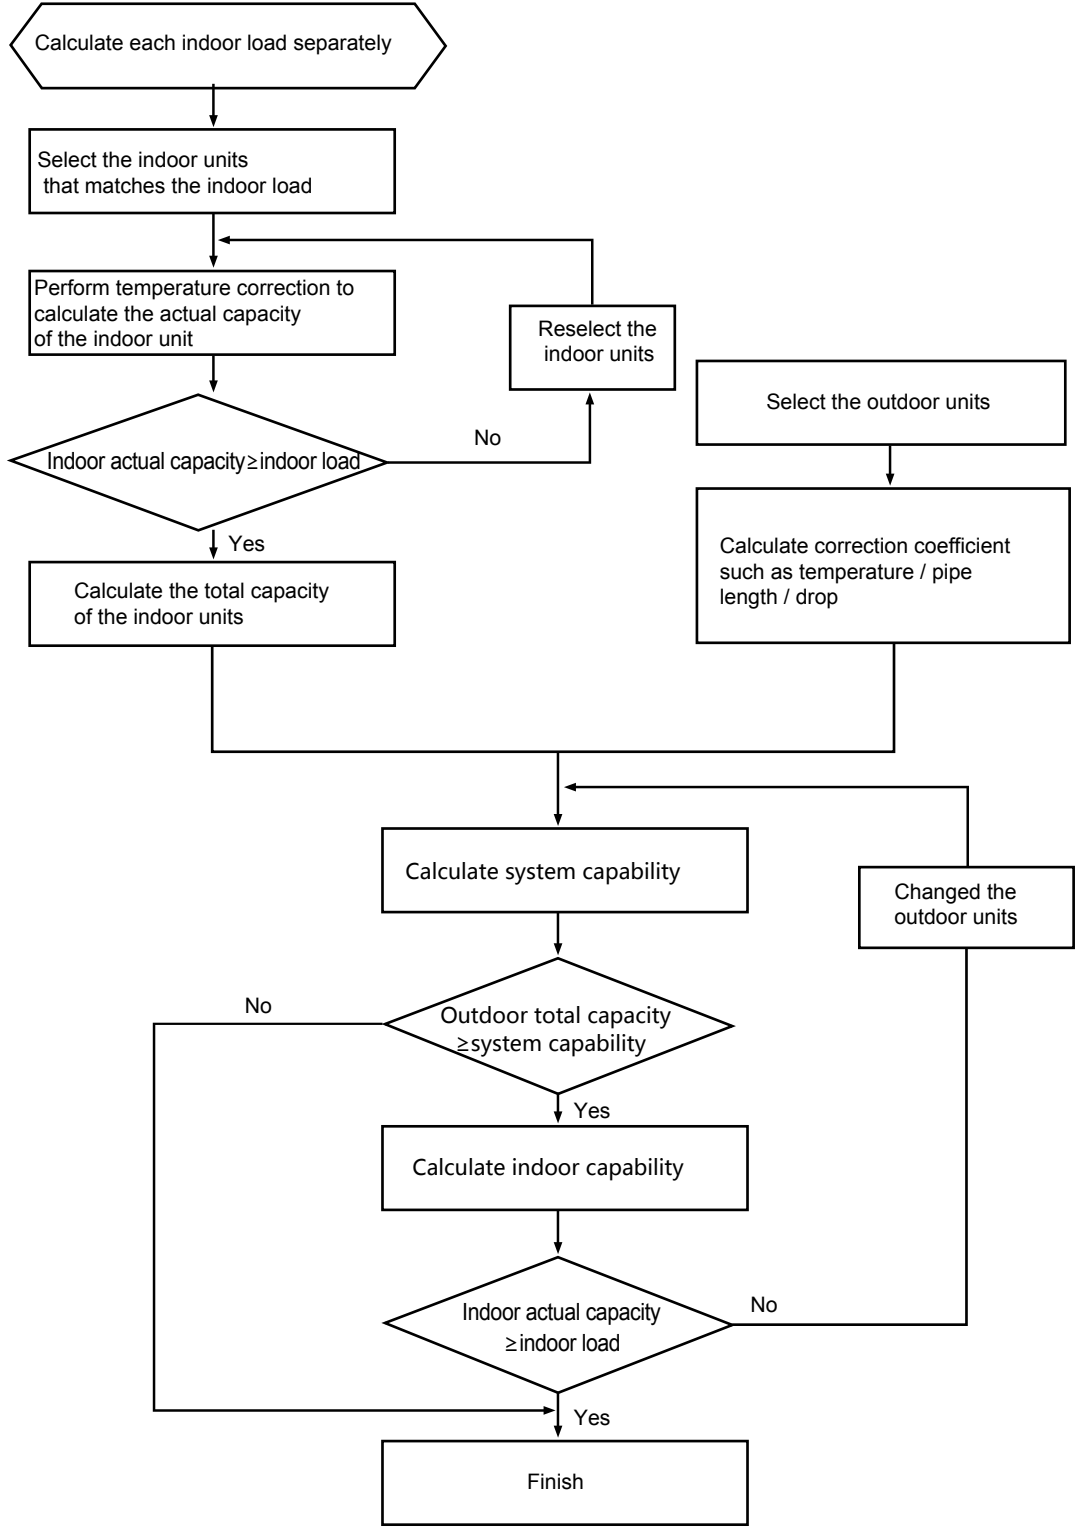 Calculate each indoor load separately
Select the indoor units
that matches the indoor load
Perform temperature correction to
calculate the actual capacity
of the indoor unit
Reselect the
indoor units
Select the outdoor units
No
Indoor actual capacity≥indoor load
Yes
Calculate correction coefficient
such as temperature / pipe
length / drop
Calculate the total capacity
of the indoor units
Calculate system capability
Changed the
outdoor units
No
Outdoor total capacity
≥system capability
Yes
Calculate indoor capability
Indoor actual capacity
≥indoor load
No
Yes
Finish